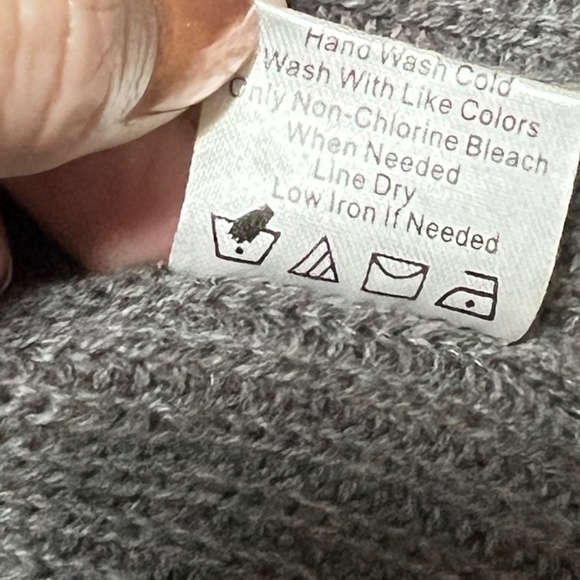 Hand Wash Cold
Wash With Like Colors
Only Non-Chlorine Bleach
When Needed
Line Dry
Low Iron If Needed